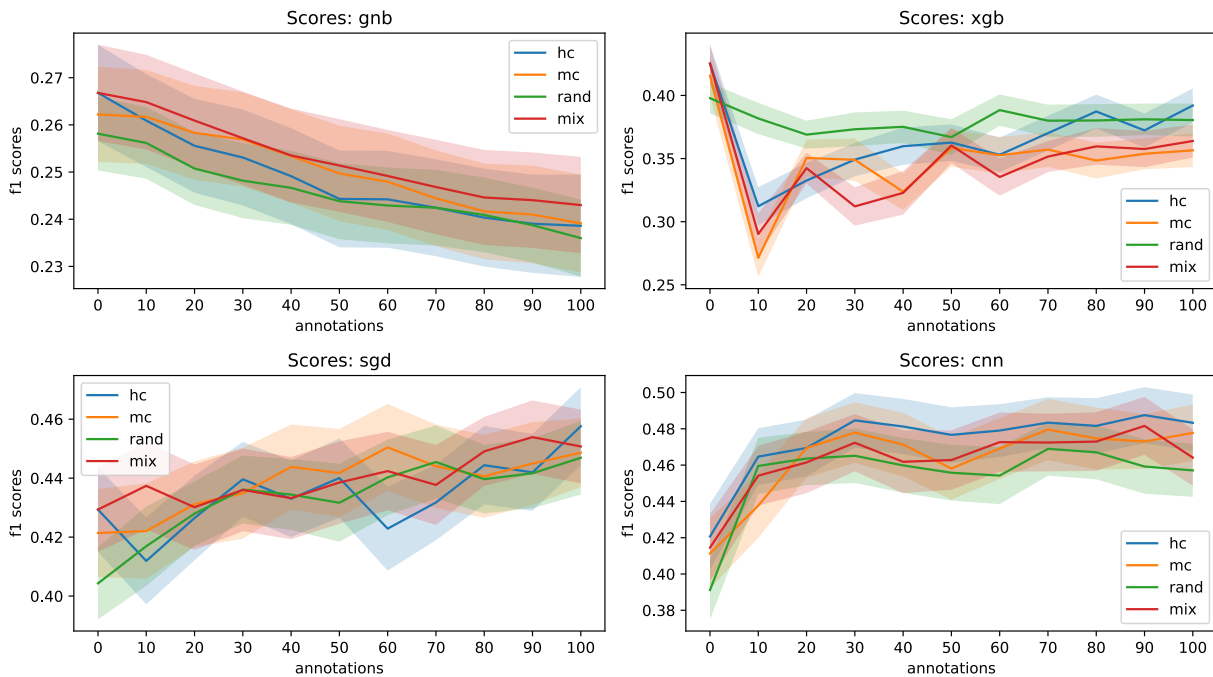 Scores: gnb
f1 scores
0.27
0.26
0.25
0.24
0.23
hc
mc
rand
mix
0 10 20 30 40 50 60 70 80 90 100
annotations
Scores: xgb
f1 scores
0.40
0.35
0.30
0.25
hc
mc
rand
mix
0 10 20 30 40 50 60 70 80 90 100
annotations
Scores: sgd
f1 scores
0.46
0.44
0.42
0.40
hc
mc
rand
mix
0 10 20 30 40 50 60 70 80 90 100
annotations
Scores: cnn
f1 scores
0.50
0.48
0.46
0.44
0.42
0.40
0.38
hc
mc
rand
mix
0 10 20 30 40 50 60 70 80 90 100
annotations